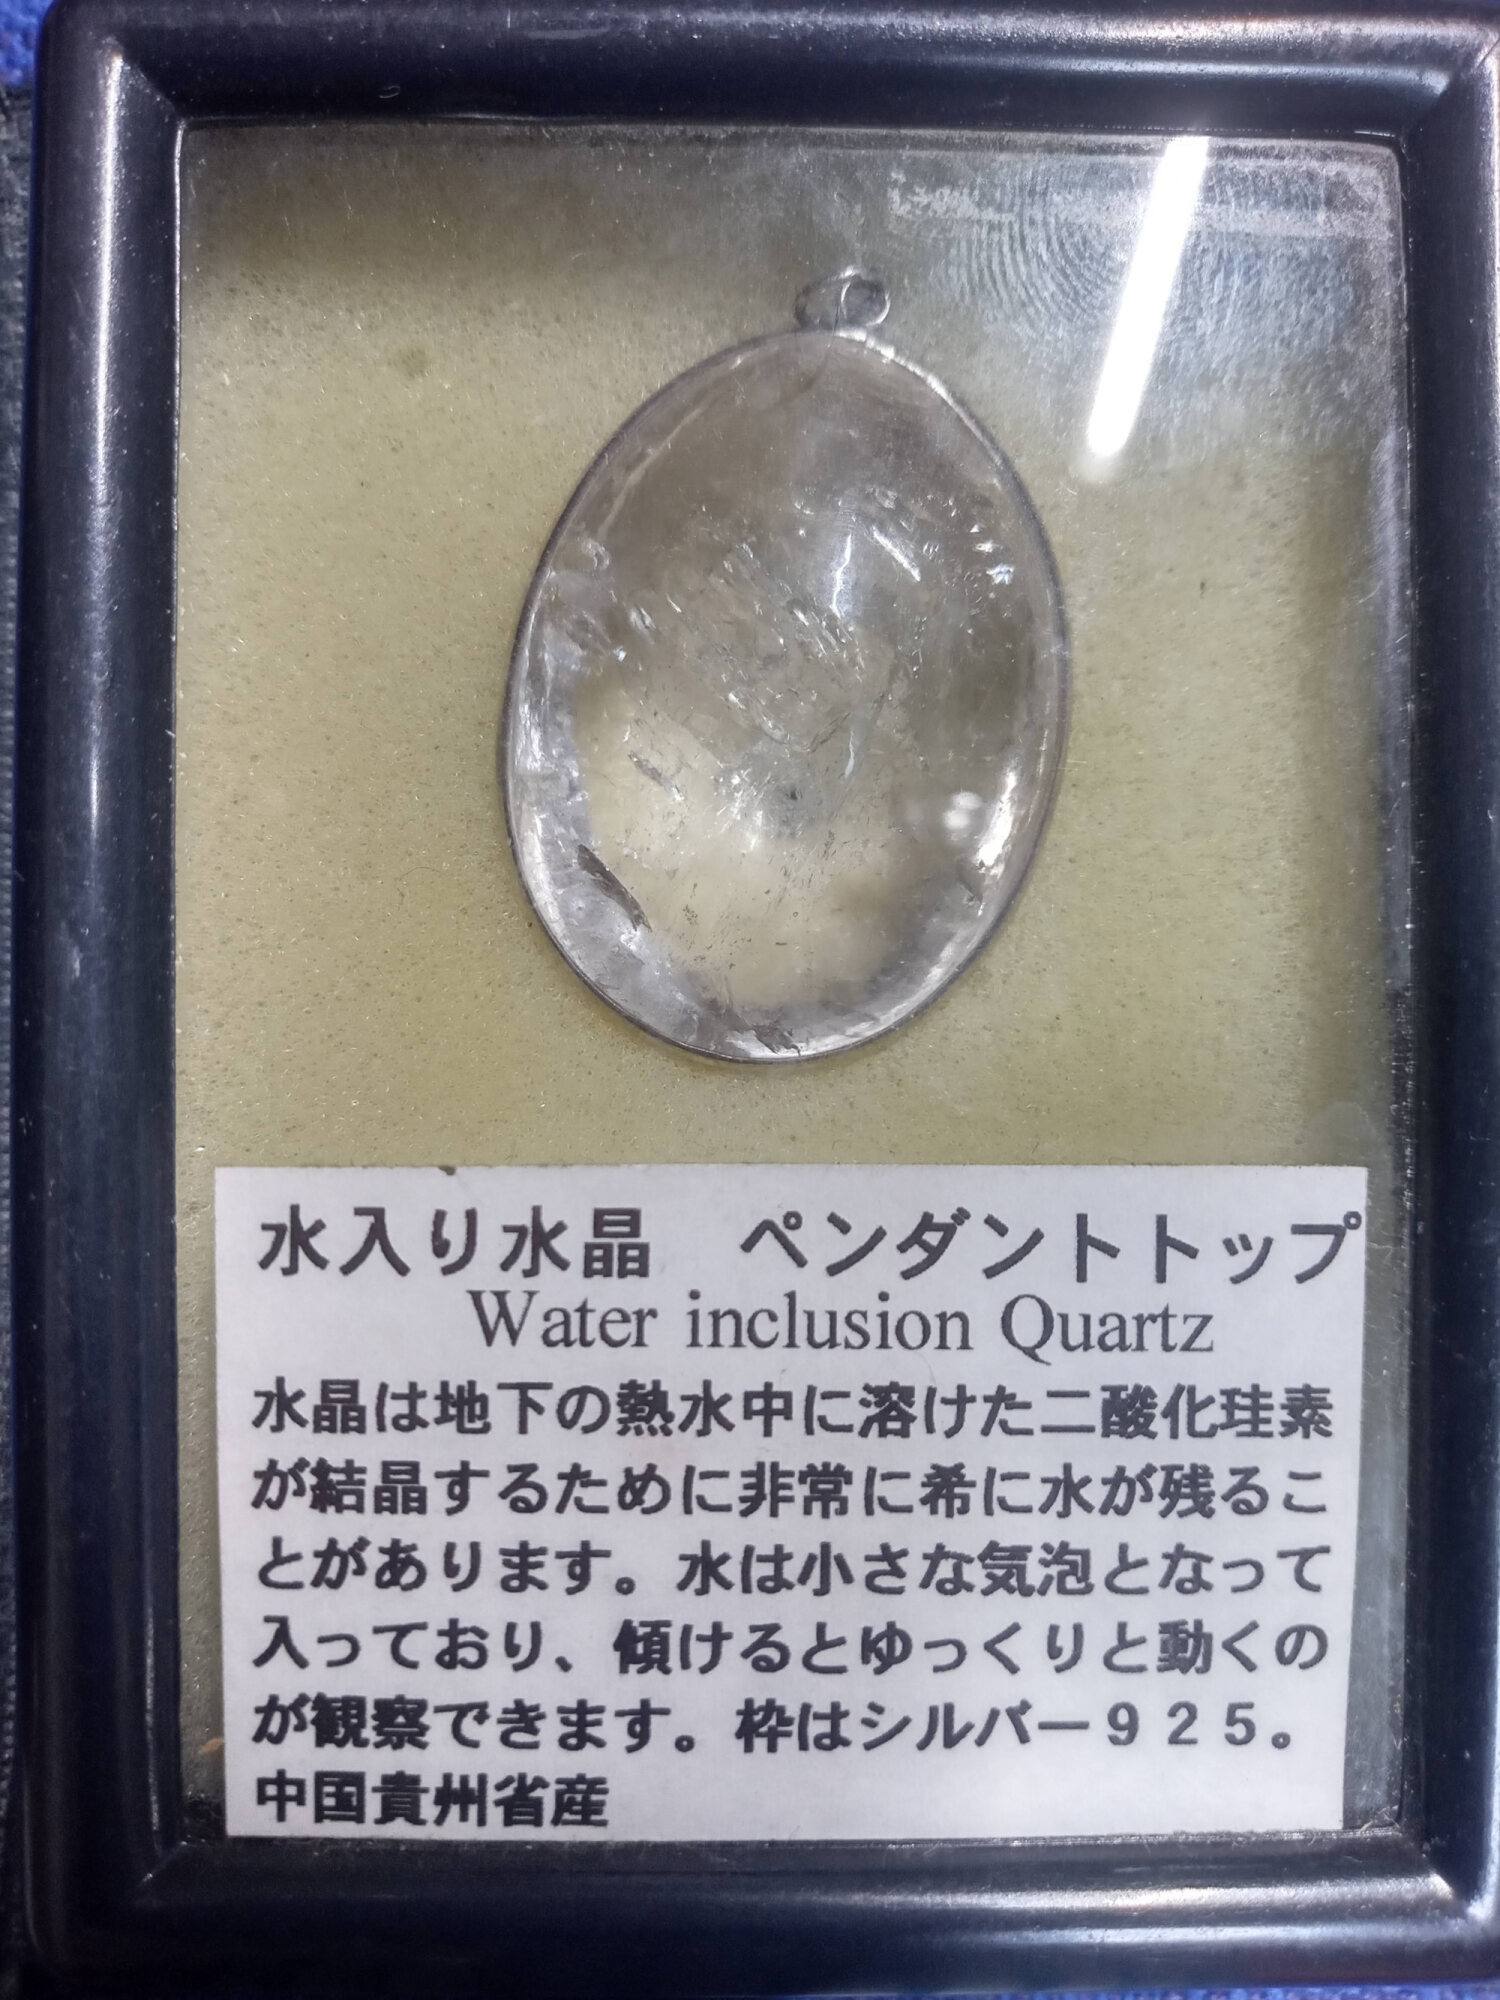 水入り水晶　ペンダントトップ
Water inclusion Quartz
水晶は地下の熱水中に溶けた二酸化珪素
が結晶するために非常に希に水が残るこ
とがあります。水は小さな気泡となって
入っており、傾けるとゆっくりと動くの
が観察できます。枠はシルバー９２５。
中国貴州省産